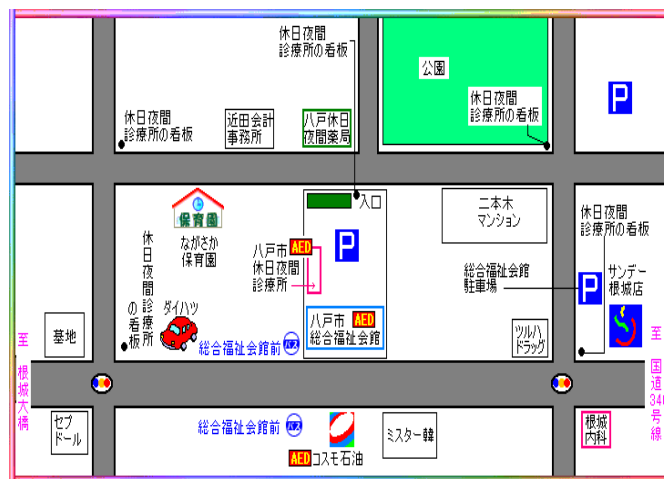 休日夜間
診療所の看板
公園
P
休日夜間
診療所の看板
近田会計
事務所
八戸休日
夜間薬局
休日夜間
診療所の看板
入口
二本木
マンション
休日夜間
診療所の看板
保育園
ながさか
保育園
休日夜間診療所
の看板
八戸市 AED
休日夜間
診療所
P
総合福祉会館
駐車場
P
サンデー
根城店
ダイハツ
墓地
八戸市 AED
総合福祉会館
総合福祉会館前 バス
ツルハ
ドラッグ
至 根城大橋
至 国道340号線
セブ
ドール
総合福祉会館前 バス
AED コスモ石油
ミスター韓
根城
内科